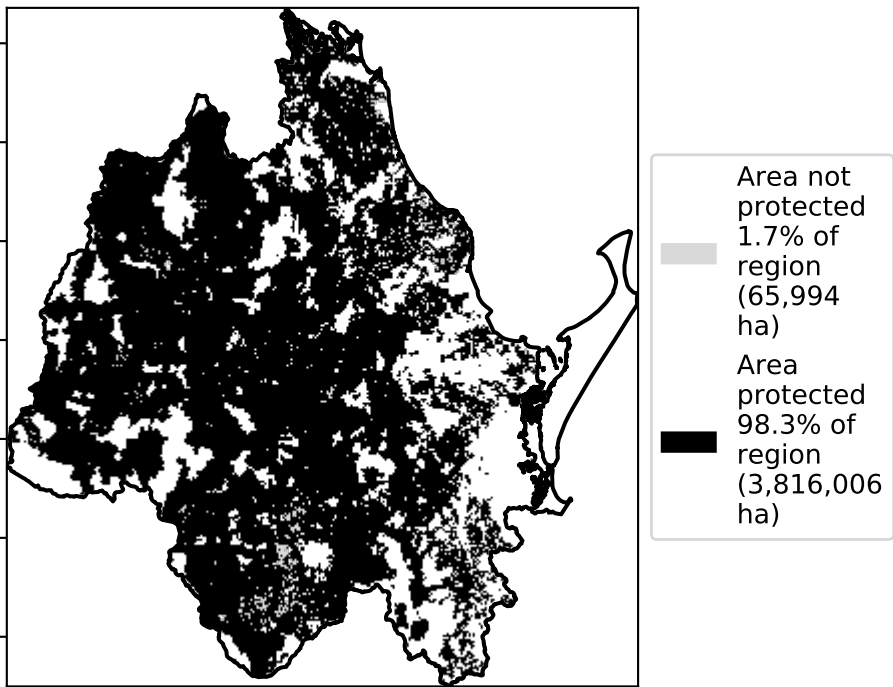 Area not
protected
1.7% of
region
(65,994
ha)
Area
protected
98.3% of
region
(3,816,006
ha)